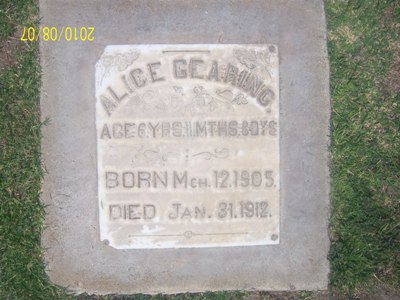 2010/08/07
ALICE GEARING
AGE 6 YRS. 11 MTHS. 8 DYS
BORN MCH. 12. 1905.
DIED JAN. 31. 1912.